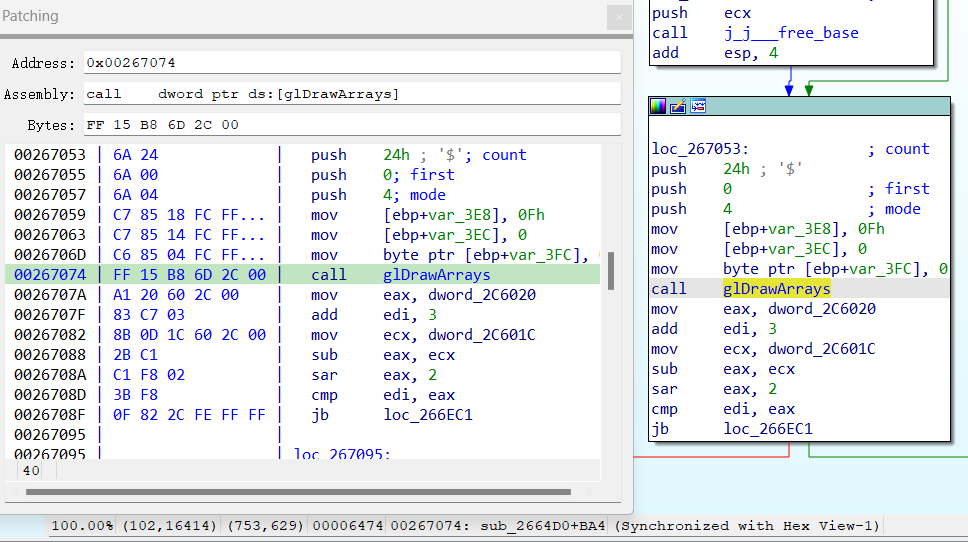 Patching
Address: 0x00267074
Assembly: call    dword ptr ds:[glDrawArrays]
Bytes: FF 15 B8 6D 2C 00
00267053 | 6A 24 | push 24h ; '$'; count
00267055 | 6A 00 | push 0; first
00267057 | 6A 04 | push 4; mode
00267059 | C7 85 18 FC FF... | mov [ebp+var_3E8], 0Fh
00267063 | C7 85 14 FC FF... | mov [ebp+var_3EC], 0
0026706D | C6 85 04 FC FF... | mov byte ptr [ebp+var_3FC],
00267074 | FF 15 B8 6D 2C 00 | call glDrawArrays
0026707A | A1 20 60 2C 00 | mov eax, dword_2C6020
0026707F | 83 C7 03 | add edi, 3
00267082 | 8B 0D 1C 60 2C 00 | mov ecx, dword_2C601C
00267088 | 2B C1 | sub eax, ecx
0026708A | C1 F8 02 | sar eax, 2
0026708D | 3B F8 | cmp edi, eax
0026708F | 0F 82 2C FE FF FF | jb loc_266EC1
00267095 | |
00267095 | | loc_267095:
40
push ecx
call j_j___free_base
add esp, 4
loc_267053: ; count
push 24h ; '$'
push 0 ; first
push 4 ; mode
mov [ebp+var_3E8], 0Fh
mov [ebp+var_3EC], 0
mov byte ptr [ebp+var_3FC], 0
call glDrawArrays
mov eax, dword_2C6020
add edi, 3
mov ecx, dword_2C601C
sub eax, ecx
sar eax, 2
cmp edi, eax
jb loc_266EC1
100.00% (102,16414) (753,629) 00006474 00267074: sub_2664D0+BA4 (Synchronized with Hex View-1)